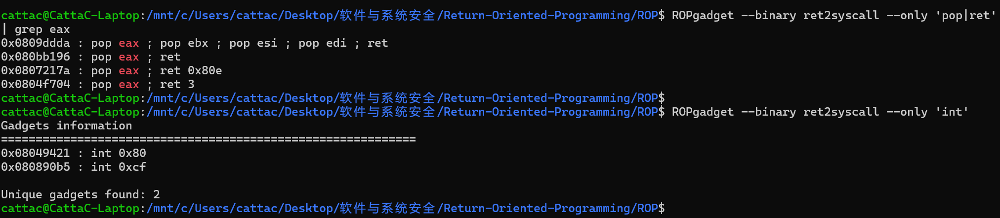 cattac@CattaC-Laptop:/mnt/c/Users/cattac/Desktop/软件与系统安全/Return-Oriented-Programming/ROP$ ROPgadget --binary ret2syscall --only 'pop|ret'
| grep eax
0x0809ddda : pop eax ; pop ebx ; pop esi ; pop edi ; ret
0x080bb196 : pop eax ; ret
0x0807217a : pop eax ; ret 0x80e
0x0804f704 : pop eax ; ret 3
cattac@CattaC-Laptop:/mnt/c/Users/cattac/Desktop/软件与系统安全/Return-Oriented-Programming/ROP$
cattac@CattaC-Laptop:/mnt/c/Users/cattac/Desktop/软件与系统安全/Return-Oriented-Programming/ROP$ ROPgadget --binary ret2syscall --only 'int'
Gadgets information
============================================================
0x08049421 : int 0x80
0x080890b5 : int 0xcf
Unique gadgets found: 2
cattac@CattaC-Laptop:/mnt/c/Users/cattac/Desktop/软件与系统安全/Return-Oriented-Programming/ROP$